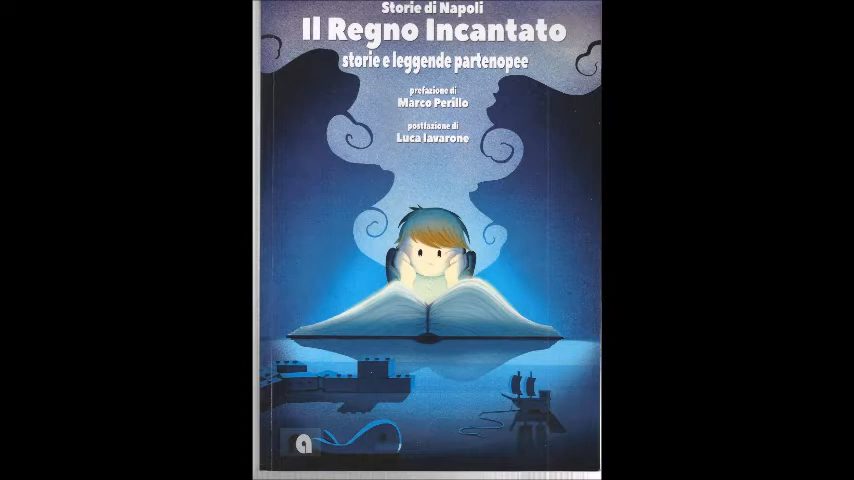 Storie di Napoli
Il Regno Incantato
storie e leggende partenopee
prefazione di
Marco Perillo
postfazione di
Luca Iavarone
a